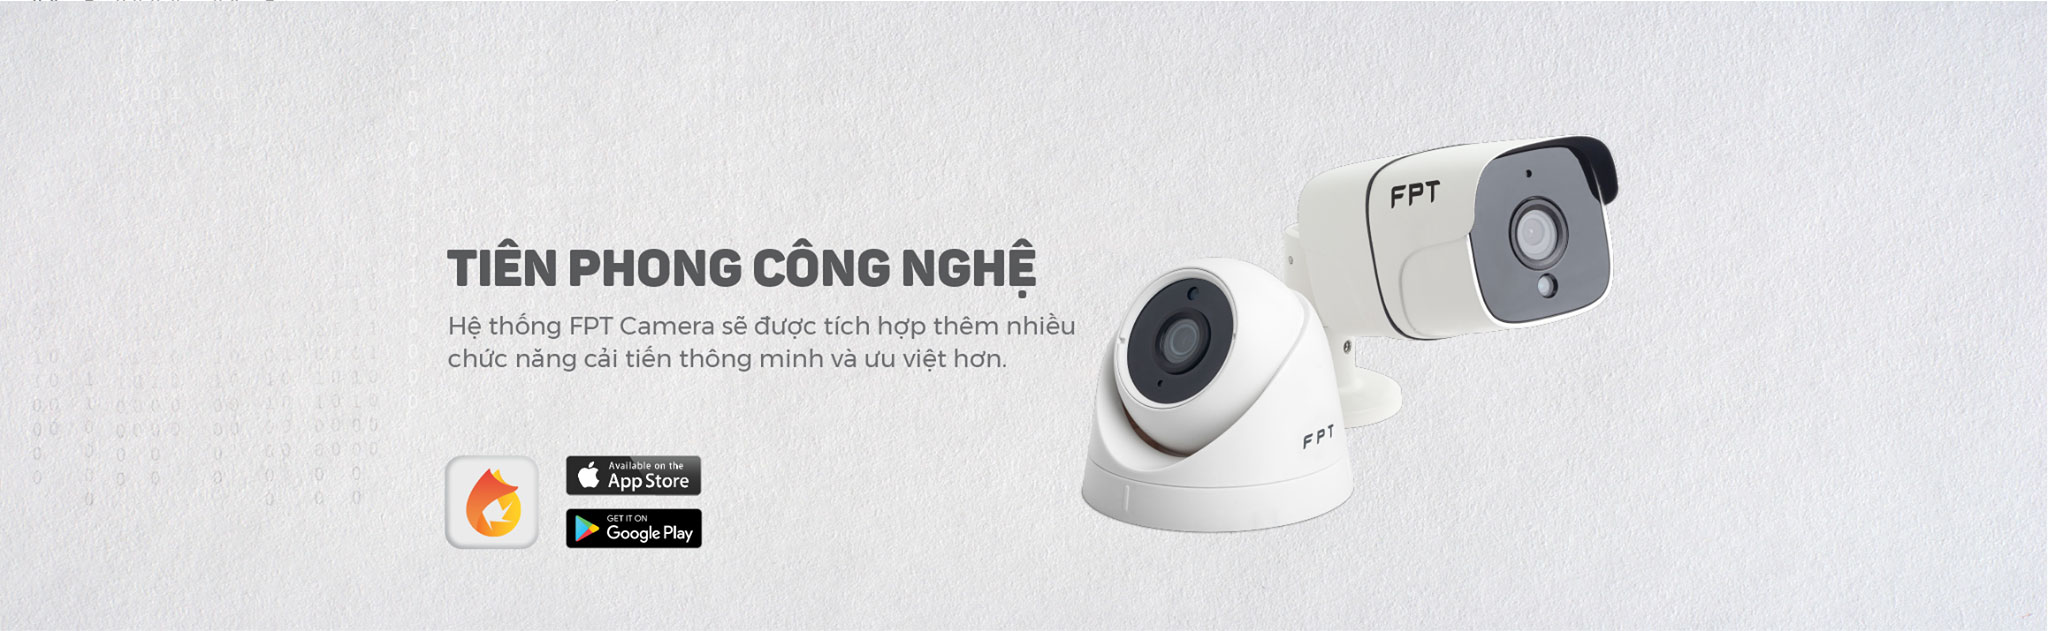 TIÊN PHONG CÔNG NGHỆ
Hệ thống FPT Camera sẽ được tích hợp thêm nhiều
chức năng cải tiến thông minh và ưu việt hơn.
Available on the
App Store
GET IT ON
Google Play
FPT
FPT